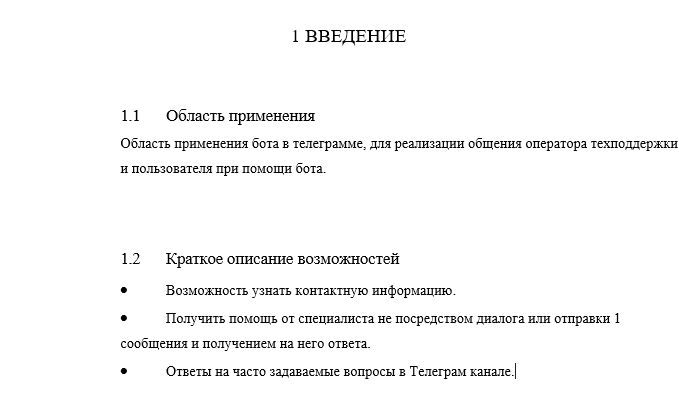 1 ВВЕДЕНИЕ
1.1 Область применения
Область применения бота в телеграмме, для реализации общения оператора техподдержки
и пользователя при помощи бота.
1.2 Краткое описание возможностей
• Возможность узнать контактную информацию.
• Получить помощь от специалиста не посредством диалога или отправки 1
сообщения и получением на него ответа.
• Ответы на часто задаваемые вопросы в Телеграм канале.